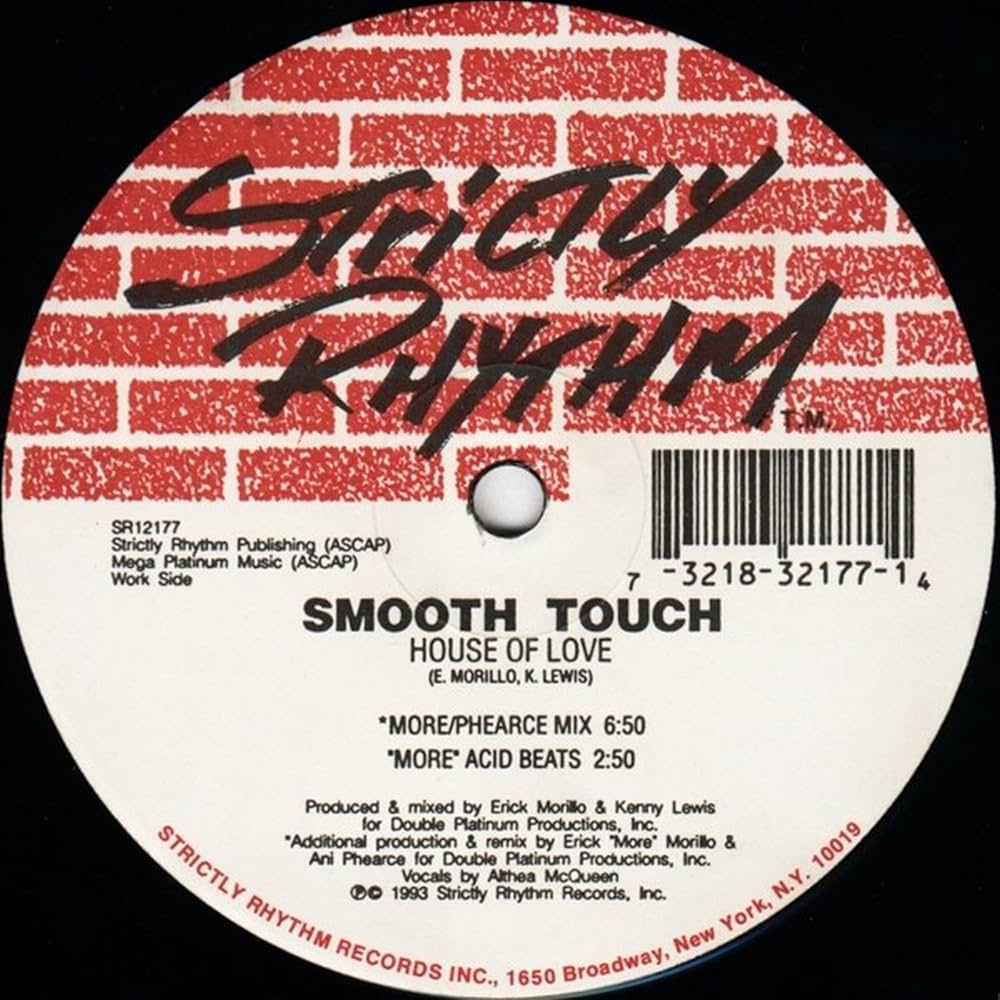 Strictly
Rhythm
T.M.
SR12177
Strictly Rhythm Publishing (ASCAP)
Mega Platinum Music (ASCAP)
Work Side
7 -3218-32177-1 4
SMOOTH TOUCH
HOUSE OF LOVE
(E. MORILLO, K. LEWIS)
*MORE/PHEARCE MIX 6:50
"MORE" ACID BEATS 2:50
Produced & mixed by Erick Morillo & Kenny Lewis
for Double Platinum Productions, Inc.
*Additional production & remix by Erick "More" Morillo &
Ani Phearce for Double Platinum Productions, Inc.
Vocals by Althea McQueen
℗© 1993 Strictly Rhythm Records, Inc.
STRICTLY RHYTHM RECORDS INC., 1650 Broadway, New York, N.Y. 10019